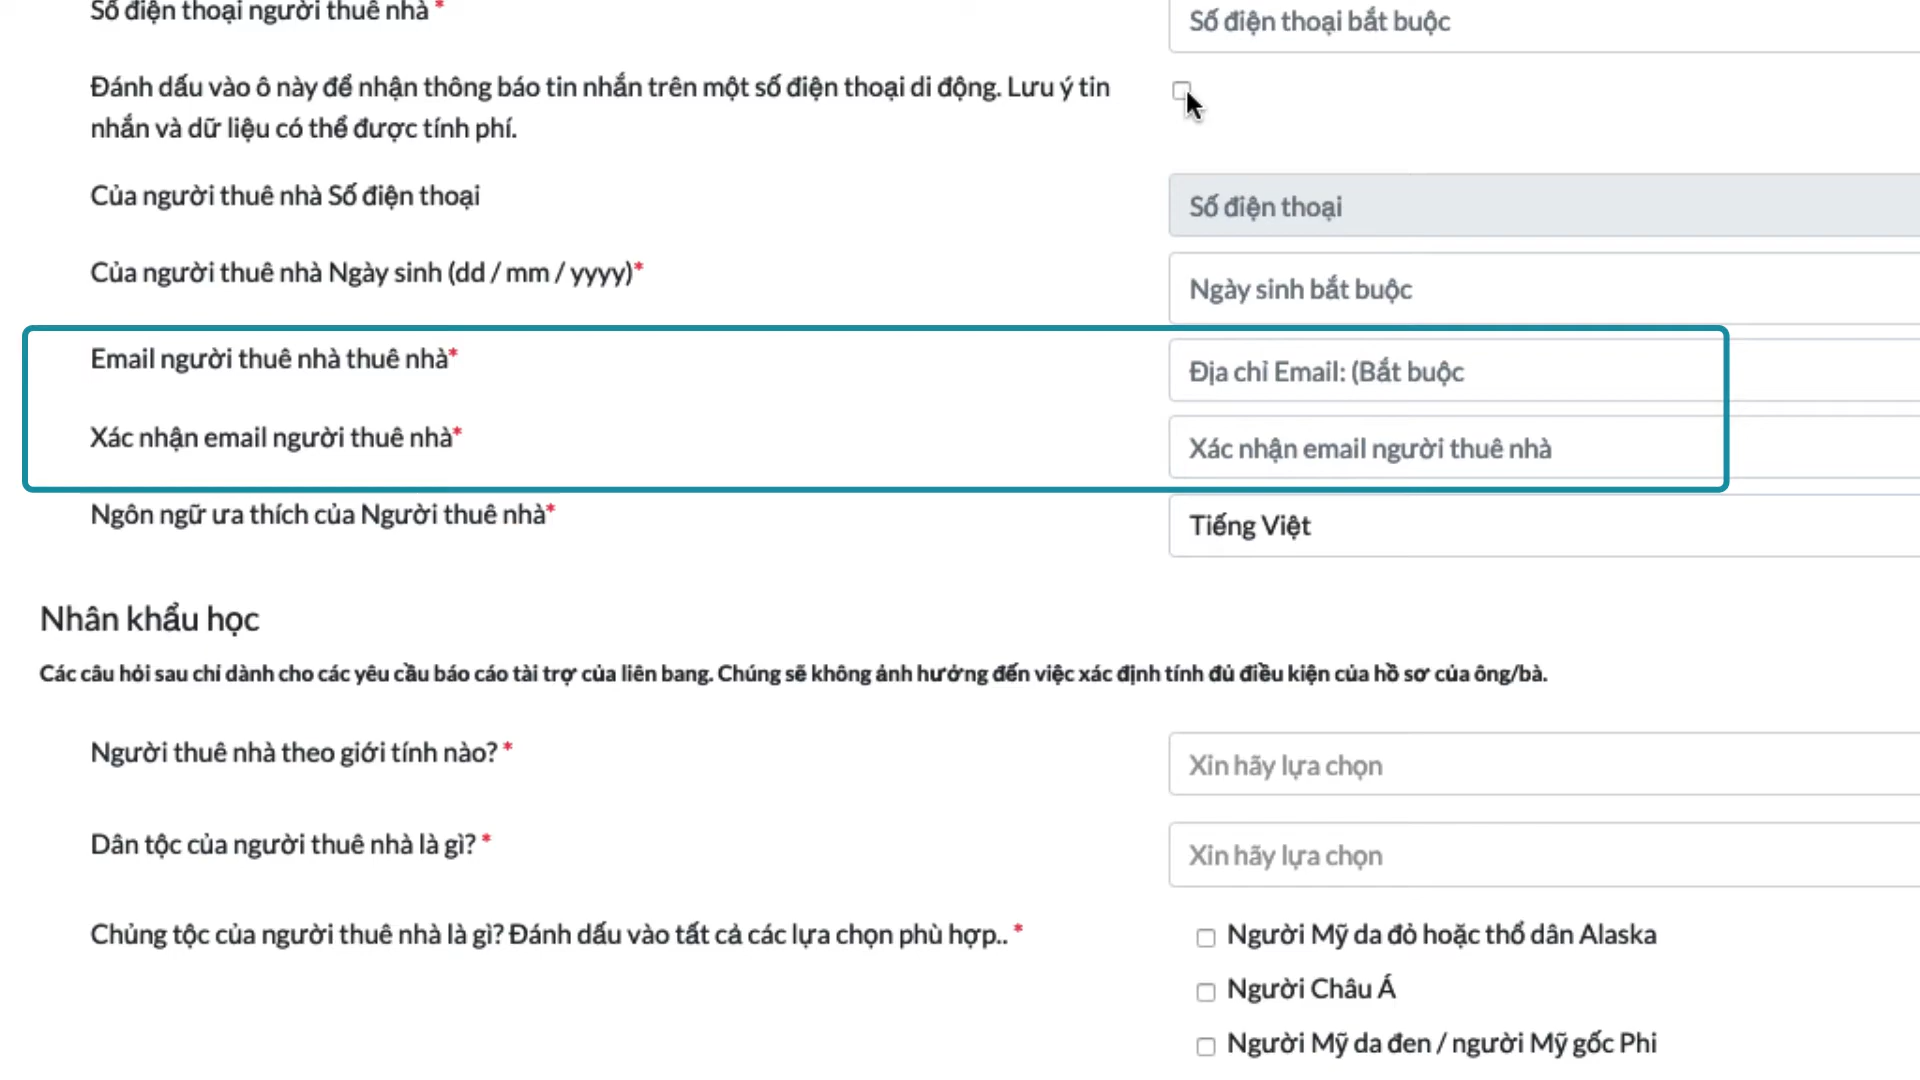 Số điện thoại người thuê nhà *
Số điện thoại bắt buộc
Đánh dấu vào ô này để nhận thông báo tin nhắn trên một số điện thoại di động. Lưu ý tin
nhắn và dữ liệu có thể được tính phí.
Của người thuê nhà Số điện thoại
Số điện thoại
Của người thuê nhà Ngày sinh (dd / mm / yyyy)*
Ngày sinh bắt buộc
Email người thuê nhà thuê nhà*
Địa chỉ Email: (Bắt buộc
Xác nhận email người thuê nhà*
Xác nhận email người thuê nhà
Ngôn ngữ ưa thích của Người thuê nhà*
Tiếng Việt
Nhân khẩu học
Các câu hỏi sau chỉ dành cho các yêu cầu báo cáo tài trợ của liên bang. Chúng sẽ không ảnh hưởng đến việc xác định tính đủ điều kiện của hồ sơ của ông/bà.
Người thuê nhà theo giới tính nào? *
Xin hãy lựa chọn
Dân tộc của người thuê nhà là gì? *
Xin hãy lựa chọn
Chủng tộc của người thuê nhà là gì? Đánh dấu vào tất cả các lựa chọn phù hợp.. *
Người Mỹ da đỏ hoặc thổ dân Alaska
Người Châu Á
Người Mỹ da đen / người Mỹ gốc Phi